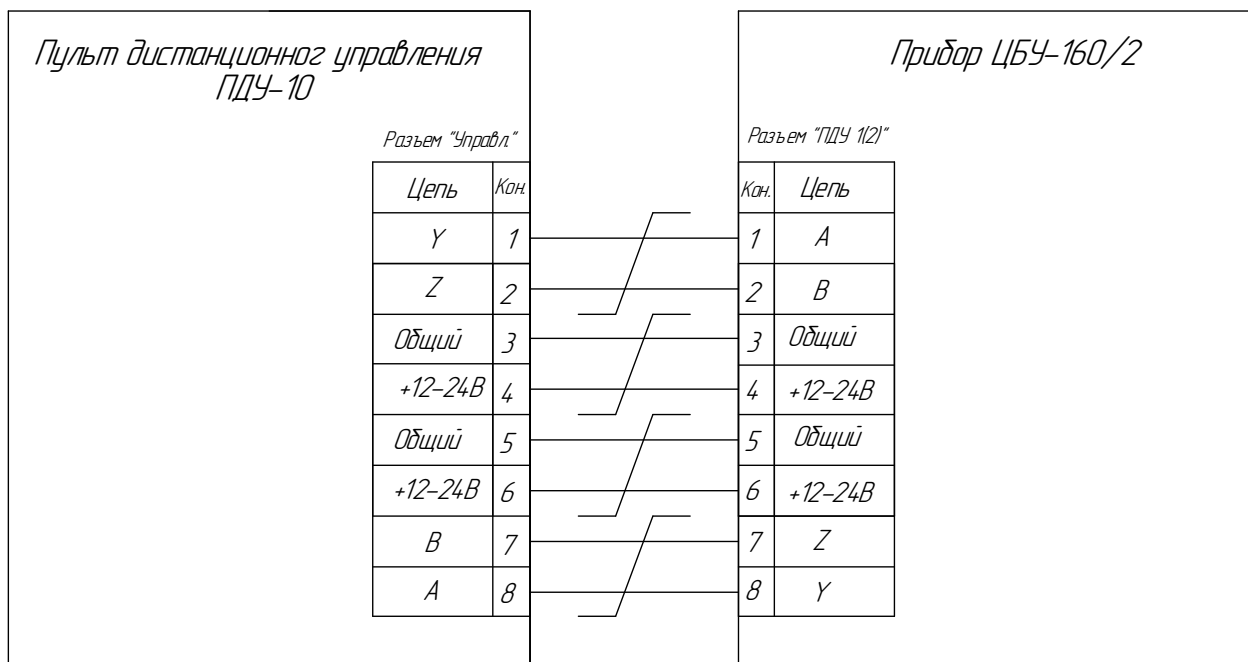 Пульт дистанционног управления
ПДУ-10
Разъем "Управл."
Цепь Кон.
Y 1
Z 2
Общий 3
+12-24В 4
Общий 5
+12-24В 6
B 7
A 8
Прибор ЦБУ-160/2
Разъем "ПДУ 1(2)"
Кон. Цепь
1 A
2 B
3 Общий
4 +12-24В
5 Общий
6 +12-24В
7 Z
8 Y